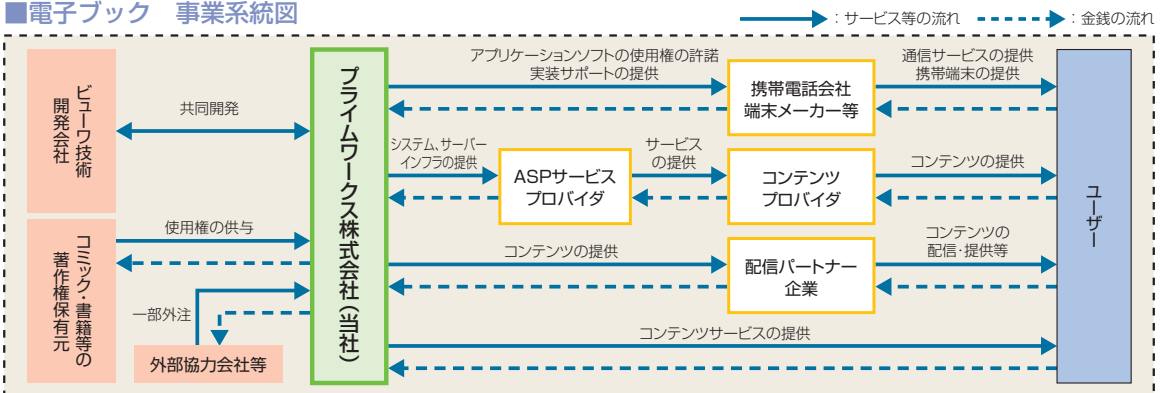 ■電子ブック 事業系統図
：サービス等の流れ
：金銭の流れ
ビューワ技術
開発会社
コミック・書籍等の
著作権保有元
共同開発
使用権の供与
一部外注
外部協力会社等
プライムワークス株式会社（当社）
アプリケーションソフトの使用権の許諾
実装サポートの提供
携帯電話会社
端末メーカー等
通信サービスの提供
携帯端末の提供
システム、サーバー
インフラの提供
ASPサービス
プロバイダ
サービス
の提供
コンテンツ
プロバイダ
コンテンツの提供
コンテンツの提供
配信パートナー
企業
コンテンツの
配信・提供等
コンテンツサービスの提供
ユーザー